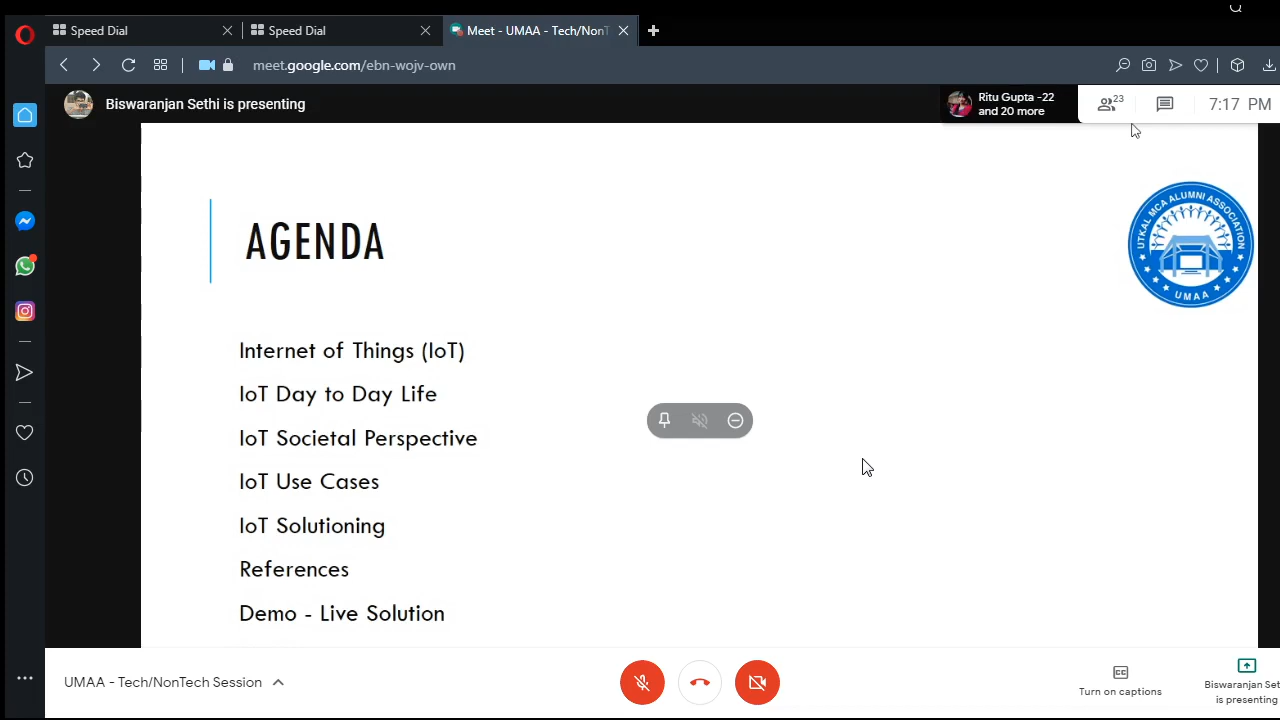 Speed Dial
Speed Dial
Meet - UMAA - Tech/NonT
meet.google.com/ebn-wojv-own
Biswaranjan Sethi is presenting
Ritu Gupta -22
and 20 more
23
7:17 PM
AGENDA
UTKAL MCA ALUMNI ASSOCIATION
UMAA
Internet of Things (IoT)
IoT Day to Day Life
IoT Societal Perspective
IoT Use Cases
IoT Solutioning
References
Demo - Live Solution
UMAA - Tech/NonTech Session
CC
Turn on captions
Biswaranjan Set
is presenting